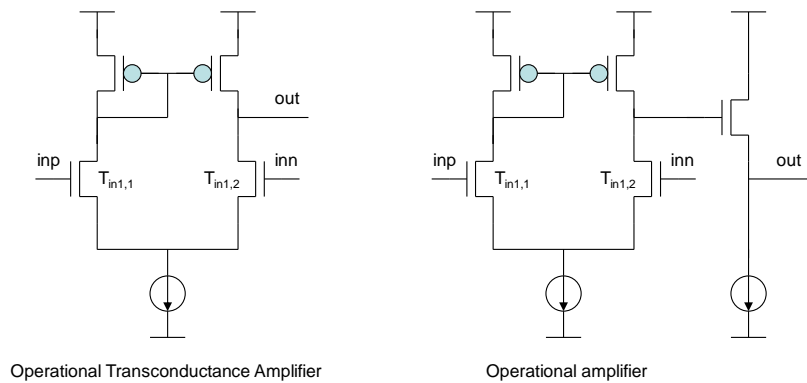 out
inp
T_in1,1
T_in1,2
inn
Operational Transconductance Amplifier
inp
T_in1,1
T_in1,2
inn
out
Operational amplifier